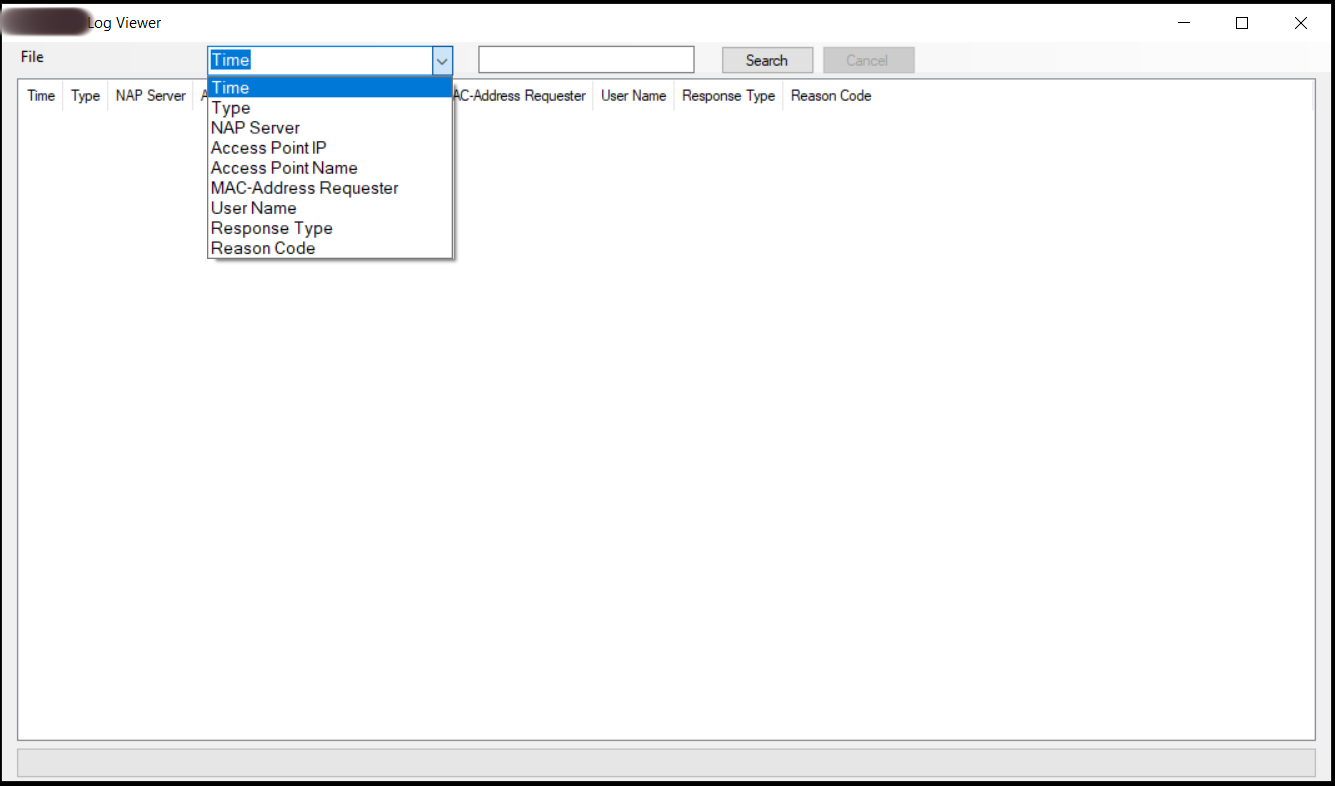 Log Viewer
File
Time
Search
Cancel
Time Type NAP Server A AC-Address Requester User Name Response Type Reason Code
Time
Type
NAP Server
Access Point IP
Access Point Name
MAC-Address Requester
User Name
Response Type
Reason Code